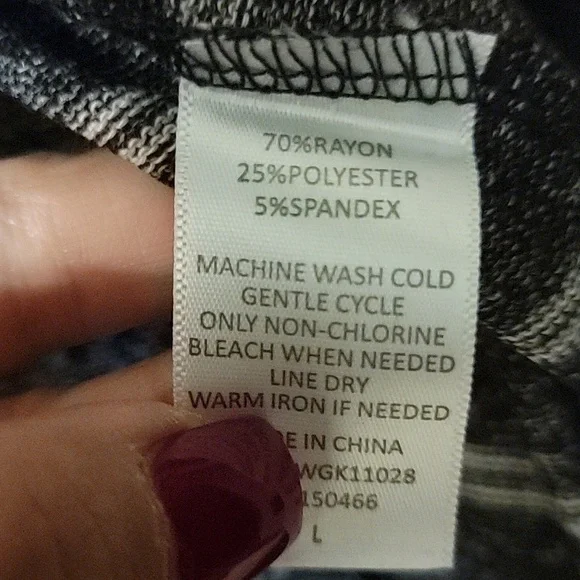 70%RAYON
25%POLYESTER
5%SPANDEX
MACHINE WASH COLD
GENTLE CYCLE
ONLY NON-CHLORINE
BLEACH WHEN NEEDED
LINE DRY
WARM IRON IF NEEDED
IN CHINA
WGK11028
150466
L